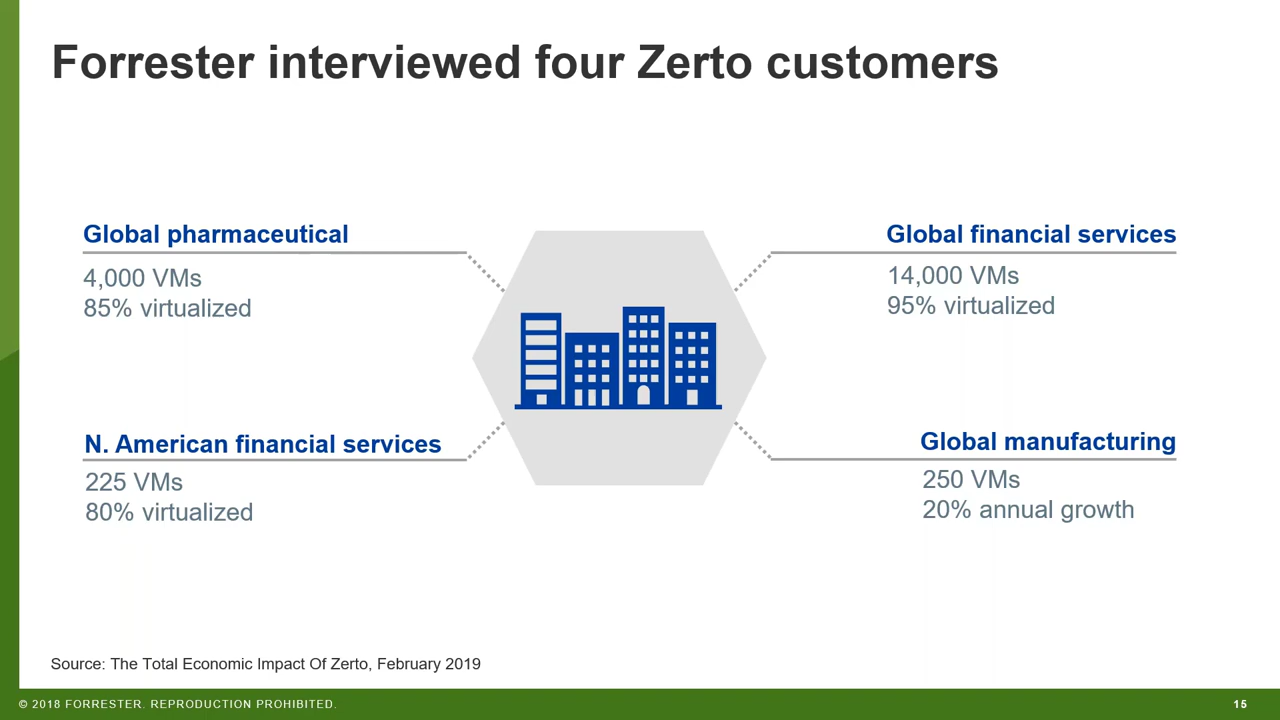 Forrester interviewed four Zerto customers
Global pharmaceutical
4,000 VMs
85% virtualized
Global financial services
14,000 VMs
95% virtualized
N. American financial services
225 VMs
80% virtualized
Global manufacturing
250 VMs
20% annual growth
Source: The Total Economic Impact Of Zerto, February 2019
© 2018 FORRESTER. REPRODUCTION PROHIBITED.
15